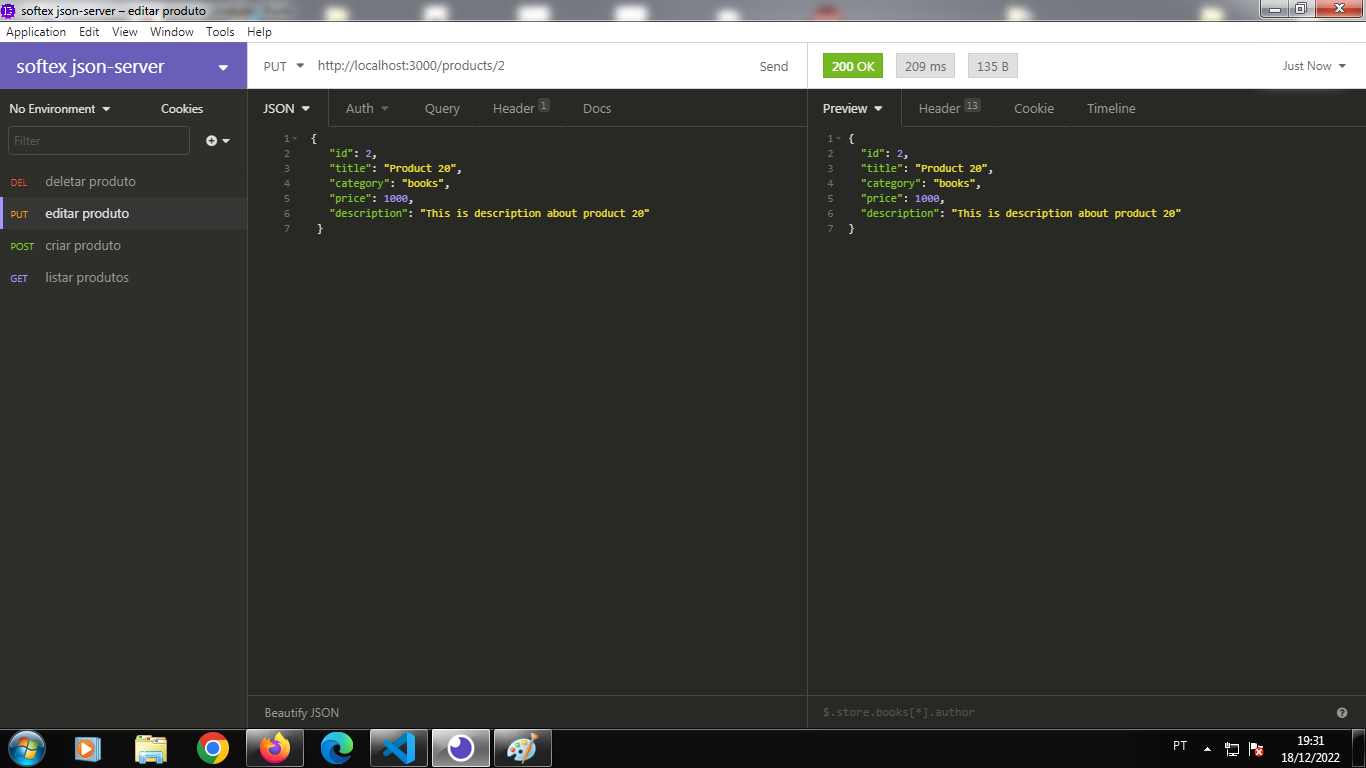 softex json-server – editar produto
Application Edit View Window Tools Help
softex json-server
PUT http://localhost:3000/products/2 Send
200 OK 209 ms 135 B Just Now
No Environment Cookies
JSON Auth Query Header 1 Docs
Preview Header 13 Cookie Timeline
Filter
DEL deletar produto
PUT editar produto
POST criar produto
GET listar produtos
1 {
2 "id": 2,
3 "title": "Product 20",
4 "category": "books",
5 "price": 1000,
6 "description": "This is description about product 20"
7 }
1 {
2 "id": 2,
3 "title": "Product 20",
4 "category": "books",
5 "price": 1000,
6 "description": "This is description about product 20"
7 }
Beautify JSON
$.store.books[*].author
PT
19:31
18/12/2022